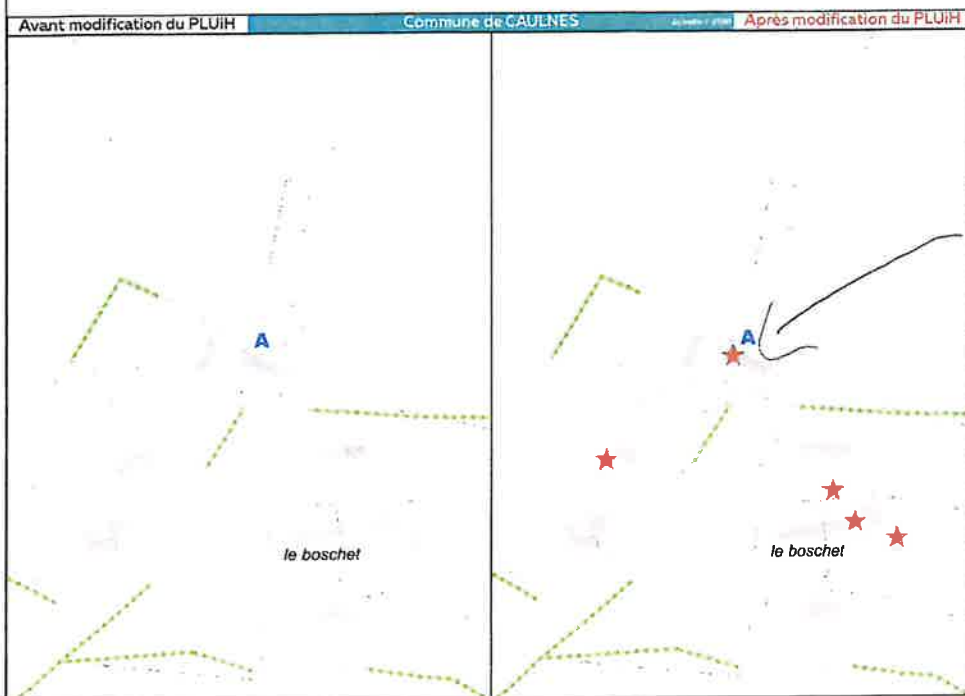 Avant modification du PLUiH
Commune de CAULNES
Après modification du PLUiH
A
le boschet
A
le boschet